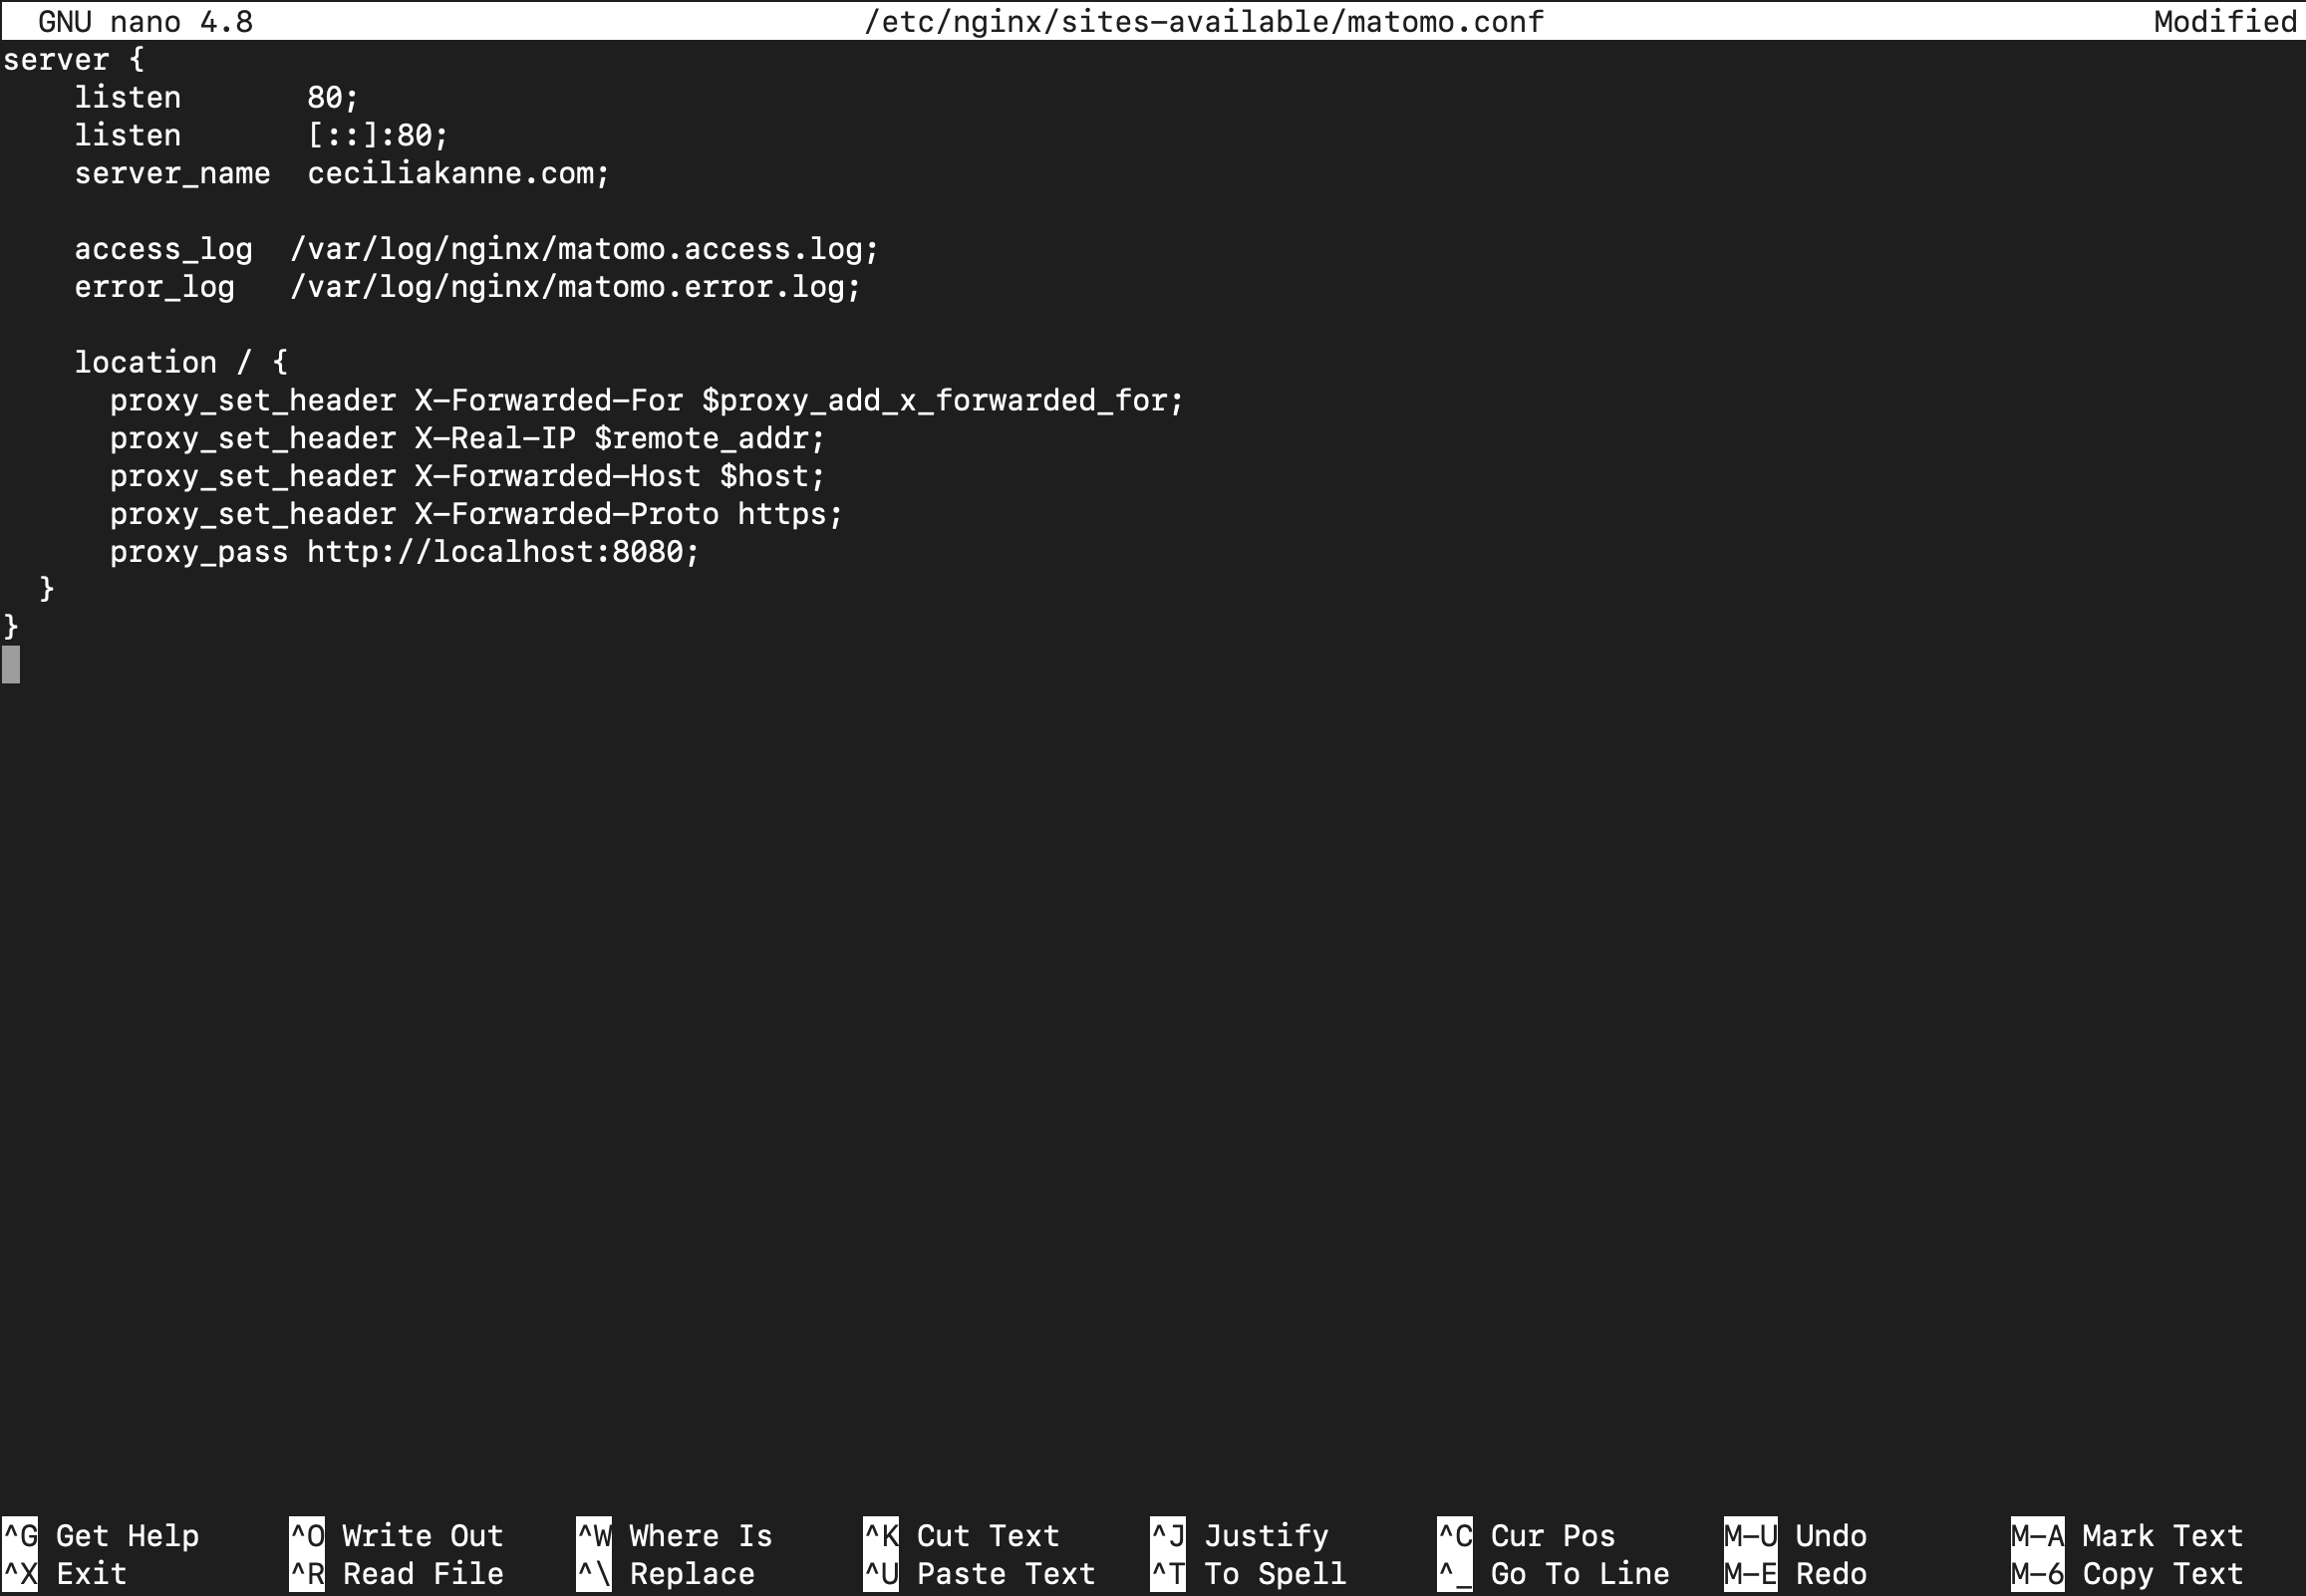 GNU nano 4.8 /etc/nginx/sites-available/matomo.conf Modified
server {
    listen       80;
    listen       [::]:80;
    server_name  ceciliakanne.com;

    access_log  /var/log/nginx/matomo.access.log;
    error_log   /var/log/nginx/matomo.error.log;

    location / {
      proxy_set_header X-Forwarded-For $proxy_add_x_forwarded_for;
      proxy_set_header X-Real-IP $remote_addr;
      proxy_set_header X-Forwarded-Host $host;
      proxy_set_header X-Forwarded-Proto https;
      proxy_pass http://localhost:8080;
  }
}
^G Get Help ^O Write Out ^W Where Is ^K Cut Text ^J Justify ^C Cur Pos M-U Undo M-A Mark Text
^X Exit ^R Read File ^\ Replace ^U Paste Text ^T To Spell ^_ Go To Line M-E Redo M-6 Copy Text